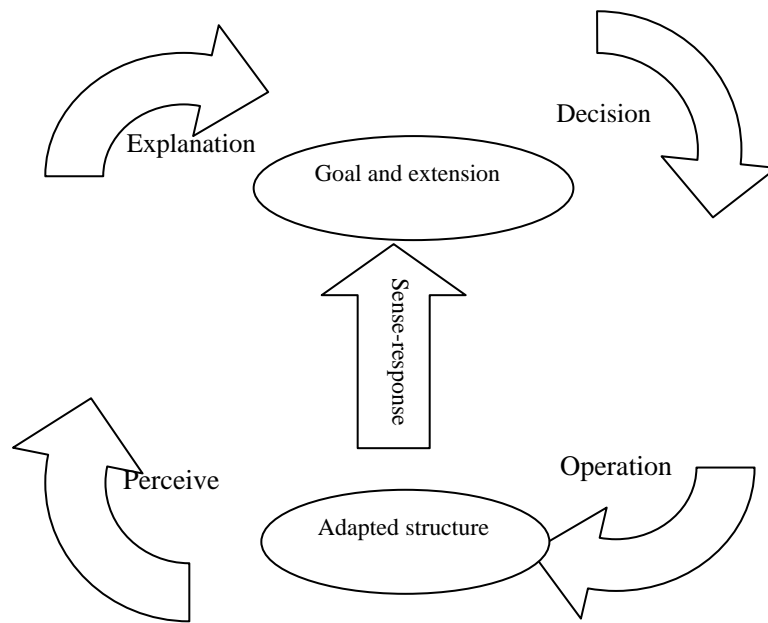 Decision
Explanation
Goal and extension
Sense-response
Operation
Perceive
Adapted structure